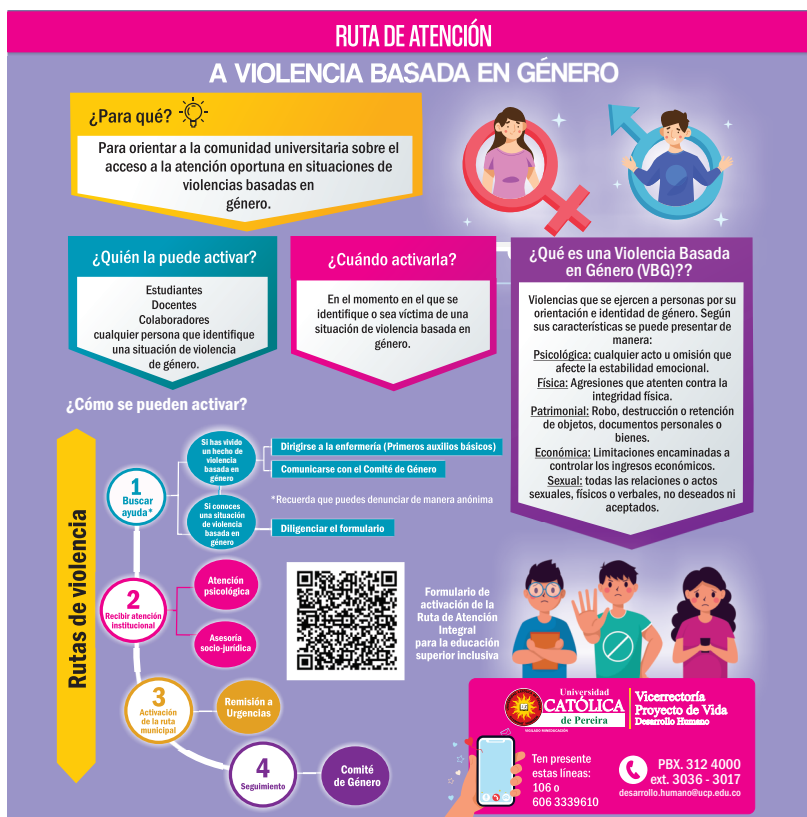 RUTA DE ATENCIÓN
A VIOLENCIA BASADA EN GÉNERO
¿Para qué?
Para orientar a la comunidad universitaria sobre el
acceso a la atención oportuna en situaciones de
violencias basadas en
género.
¿Quién la puede activar?
Estudiantes
Docentes
Colaboradores
cualquier persona que identifique
una situación de violencia
de género.
¿Cuándo activarla?
En el momento en el que se
identifique o sea víctima de una
situación de violencia basada en
género.
¿Qué es una Violencia Basada
en Género (VBG)??
Violencias que se ejercen a personas por su
orientación e identidad de género. Según
sus características se puede presentar de
manera:
Psicológica: cualquier acto u omisión que
afecte la estabilidad emocional.
Física: Agresiones que atenten contra la
integridad física.
Patrimonial: Robo, destrucción o retención
de objetos, documentos personales o
bienes.
Económica: Limitaciones encaminadas a
controlar los ingresos económicos.
Sexual: todas las relaciones o actos
sexuales, físicos o verbales, no deseados ni
aceptados.
¿Cómo se pueden activar?
Rutas de violencia
1
Buscar
ayuda*
Si has vivido
un hecho de
violencia
basada en
género
Dirigirse a la enfermería (Primeros auxilios básicos)
Comunicarse con el Comité de Género
*Recuerda que puedes denunciar de manera anónima
Si conoces
una situación
de violencia
basada en
género
Diligenciar el formulario
2
Recibir atención
institucional
Atención
psicológica
Asesoría
socio-jurídica
Formulario de
activación de la
Ruta de Atención
Integral
para la educación
superior inclusiva
3
Activación
de la ruta
municipal
Remisión a
Urgencias
4
Seguimiento
Comité
de Género
Universidad
CATÓLICA
de Pereira
VIGILADO MINEDUCACIÓN
Vicerrectoría
Proyecto de Vida
Desarrollo Humano
Ten presente
estas líneas:
106 o
606 3339610
PBX. 312 4000
ext. 3036 - 3017
desarrollo.humano@ucp.edu.co